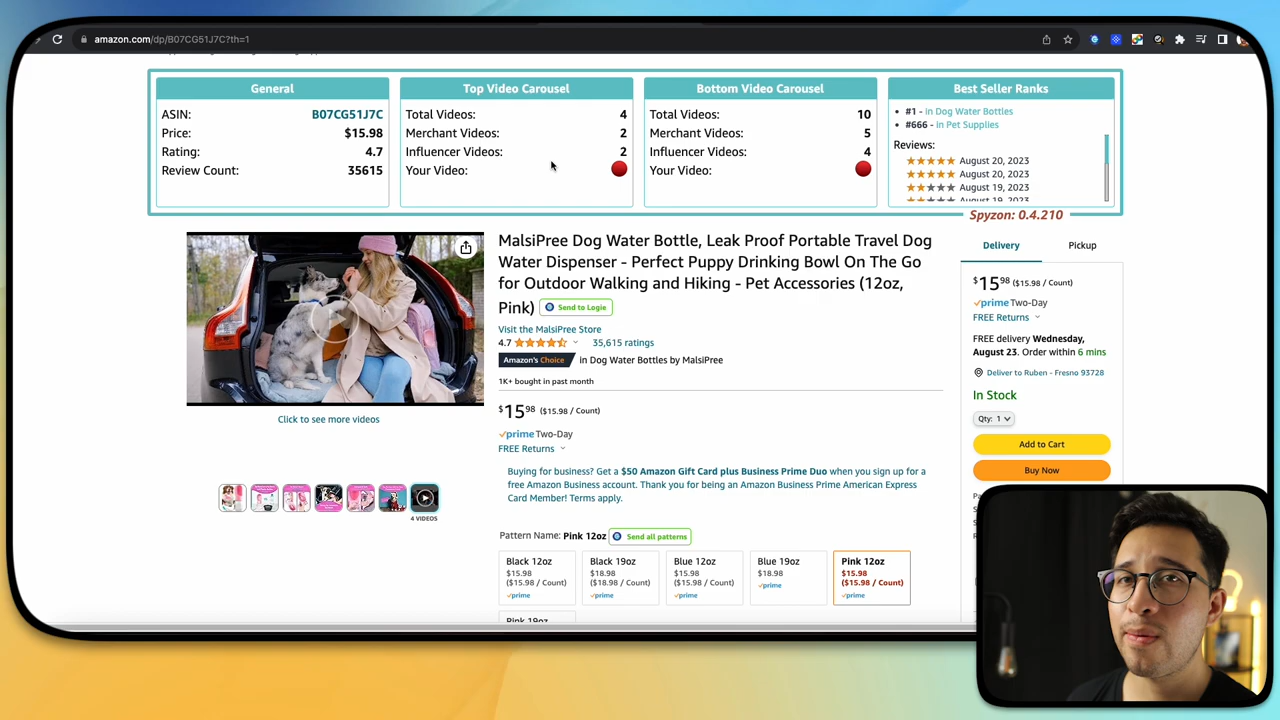 amazon.com/dp/B07CG51J7C?th=1
General
ASIN: B07CG51J7C
Price: $15.98
Rating: 4.7
Review Count: 35615
Top Video Carousel
Total Videos: 4
Merchant Videos: 2
Influencer Videos: 2
Your Video:
Bottom Video Carousel
Total Videos: 10
Merchant Videos: 5
Influencer Videos: 4
Your Video:
Best Seller Ranks
#1 - in Dog Water Bottles
#666 - in Pet Supplies
Reviews:
August 20, 2023
August 20, 2023
August 19, 2023
August 19, 2023
Spyzon: 0.4.210
Click to see more videos
4 VIDEOS
MalsiPree Dog Water Bottle, Leak Proof Portable Travel Dog
Water Dispenser - Perfect Puppy Drinking Bowl On The Go
for Outdoor Walking and Hiking - Pet Accessories (12oz,
Pink) Send to Logie
Visit the MalsiPree Store
4.7 35,615 ratings
Amazon's Choice in Dog Water Bottles by MalsiPree
1K+ bought in past month
$15 98 ($15.98 / Count)
prime Two-Day
FREE Returns
Buying for business? Get a $50 Amazon Gift Card plus Business Prime Duo when you sign up for a
free Amazon Business account. Thank you for being an Amazon Business Prime American Express
Card Member! Terms apply.
Pattern Name: Pink 12oz Send all patterns
Black 12oz
$15.98
($15.98 / Count)
prime
Black 19oz
$18.98
($18.98 / Count)
prime
Blue 12oz
$15.98
($15.98 / Count)
prime
Blue 19oz
$18.98
prime
Pink 12oz
$15.98
($15.98 / Count)
prime
Pink 19oz
Delivery Pickup
$15 98 ($15.98 / Count)
prime Two-Day
FREE Returns
FREE delivery Wednesday,
August 23. Order within 6 mins
Deliver to Ruben - Fresno 93728
In Stock
Qty: 1
Add to Cart
Buy Now